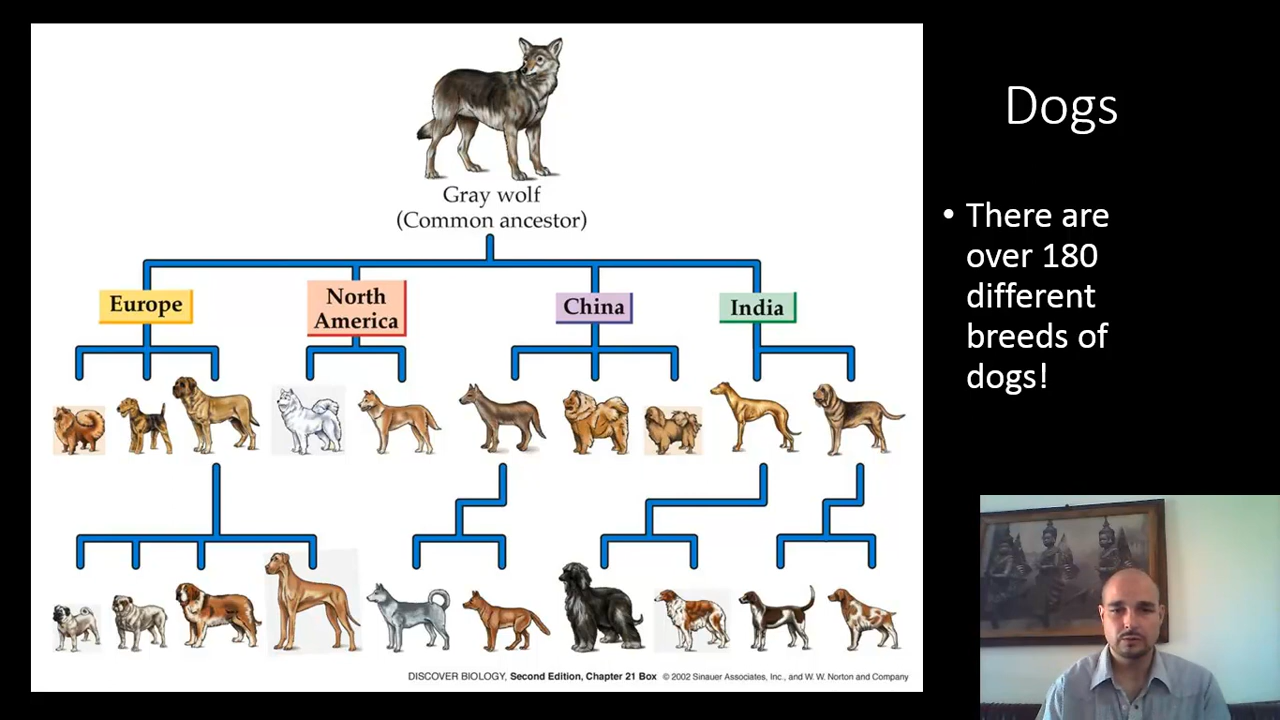 Gray wolf
(Common ancestor)
Europe
North
America
China
India
DISCOVER BIOLOGY, Second Edition, Chapter 21 Box © 2002 Sinauer Associates, Inc., and W. W. Norton and Company
Dogs
• There are
over 180
different
breeds of
dogs!